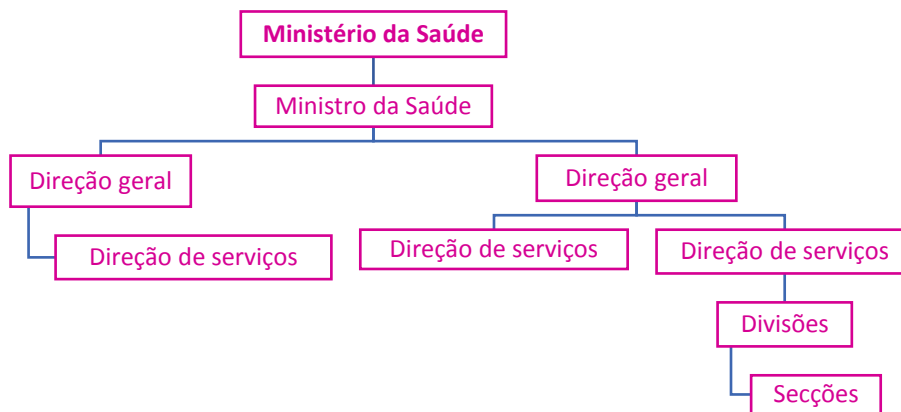 Ministério da Saúde
Ministro da Saúde
Direção geral
Direção geral
Direção de serviços
Direção de serviços
Direção de serviços
Divisões
Secções